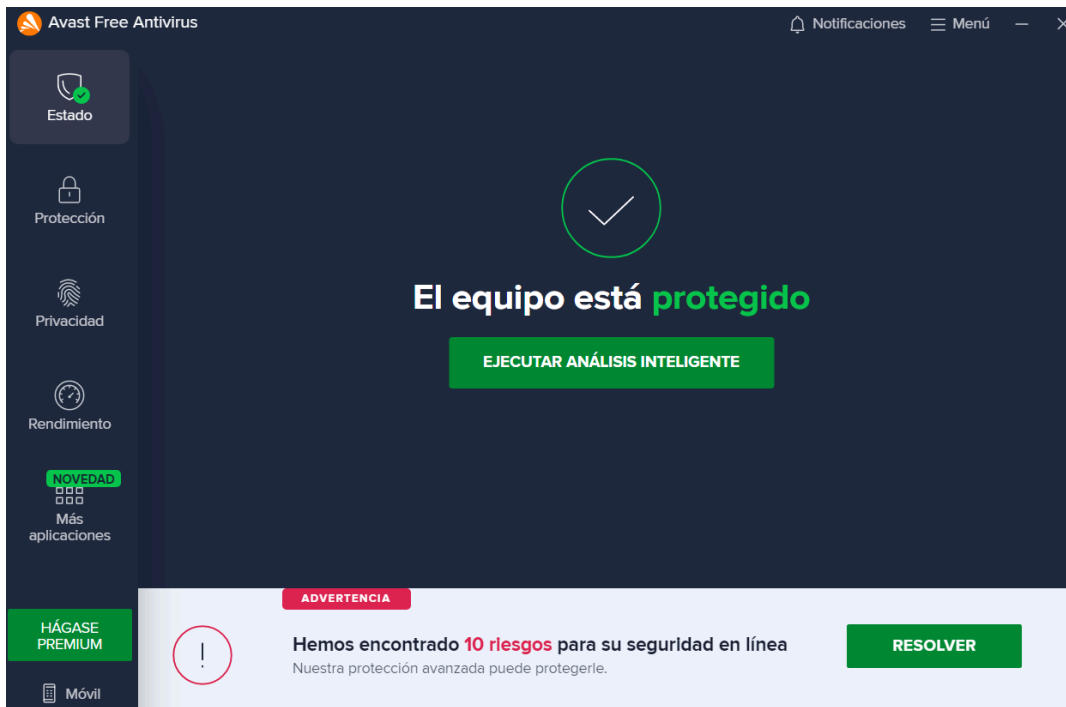 Avast Free Antivirus
Notificaciones
Menú
Estado
Protección
Privacidad
Rendimiento
NOVEDAD
Más
aplicaciones
HÁGASE
PREMIUM
Móvil
El equipo está protegido
EJECUTAR ANÁLISIS INTELIGENTE
ADVERTENCIA
Hemos encontrado 10 riesgos para su seguridad en línea
Nuestra protección avanzada puede protegerle.
RESOLVER